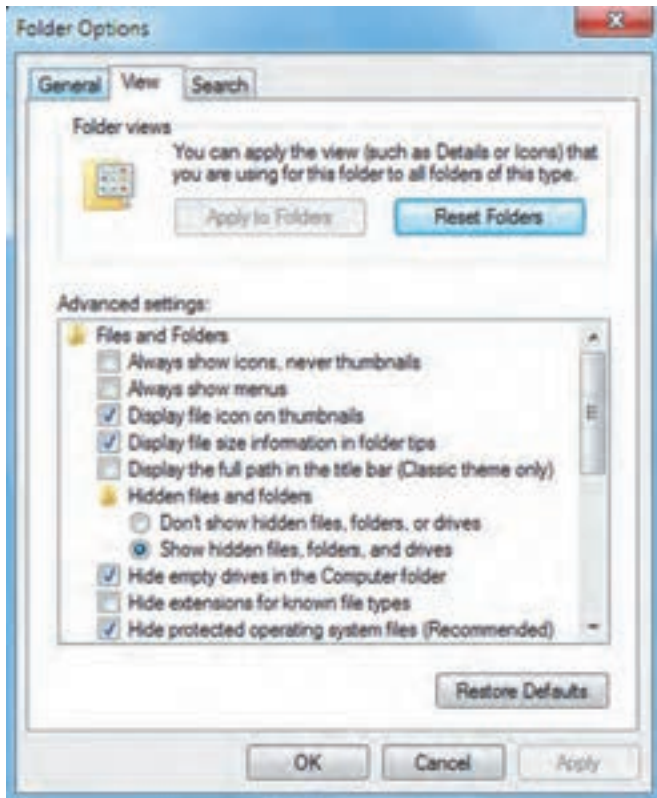 Folder Options
General View Search
Folder views
You can apply the view (such as Details or Icons) that
you are using for this folder to all folders of this type.
Apply to Folders Reset Folders
Advanced settings:
Files and Folders
Always show icons, never thumbnails
Always show menus
Display file icon on thumbnails
Display file size information in folder tips
Display the full path in the title bar (Classic theme only)
Hidden files and folders
Don't show hidden files, folders, or drives
Show hidden files, folders, and drives
Hide empty drives in the Computer folder
Hide extensions for known file types
Hide protected operating system files (Recommended)
Restore Defaults
OK Cancel Apply